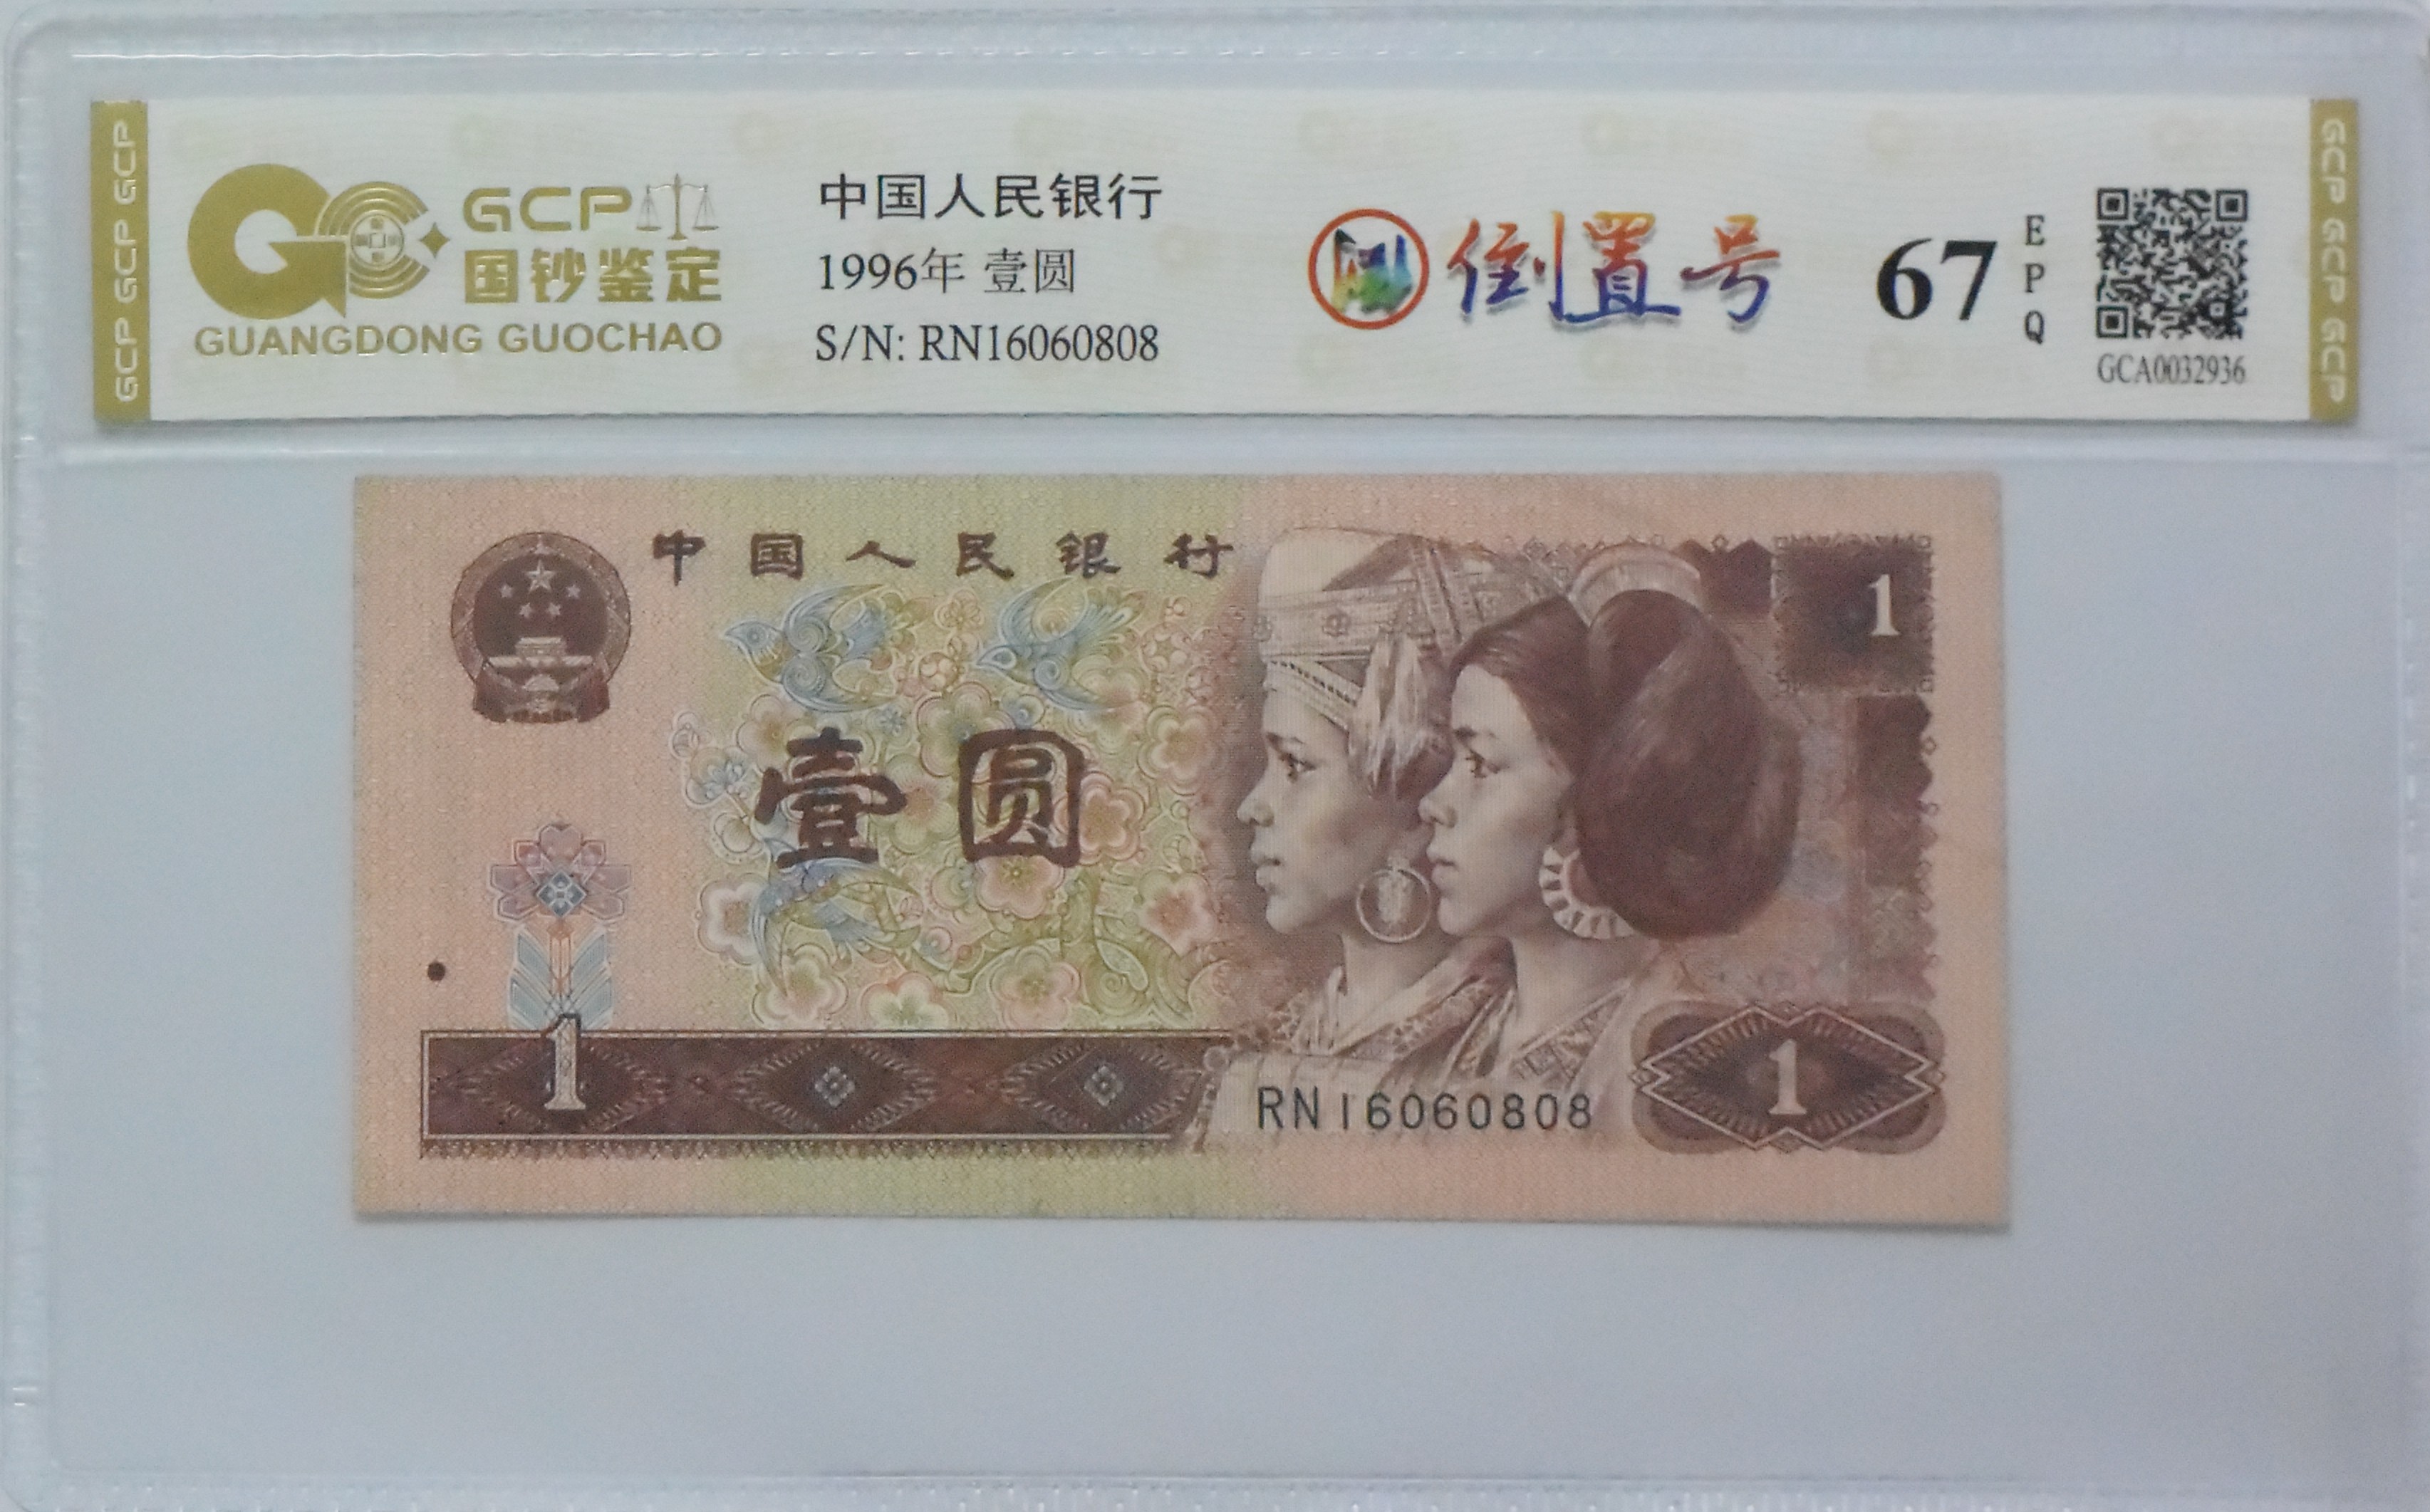 GCP GCP GCP
GCP
国钞鉴定
GUANGDONG GUOCHAO
中国人民银行
1996年 壹圆
S/N: RN16060808
倒置号
67
EPQ
GCA0032936
GCP GCP GCP
中国人民银行
1
壹圆
1
RN16060808
1